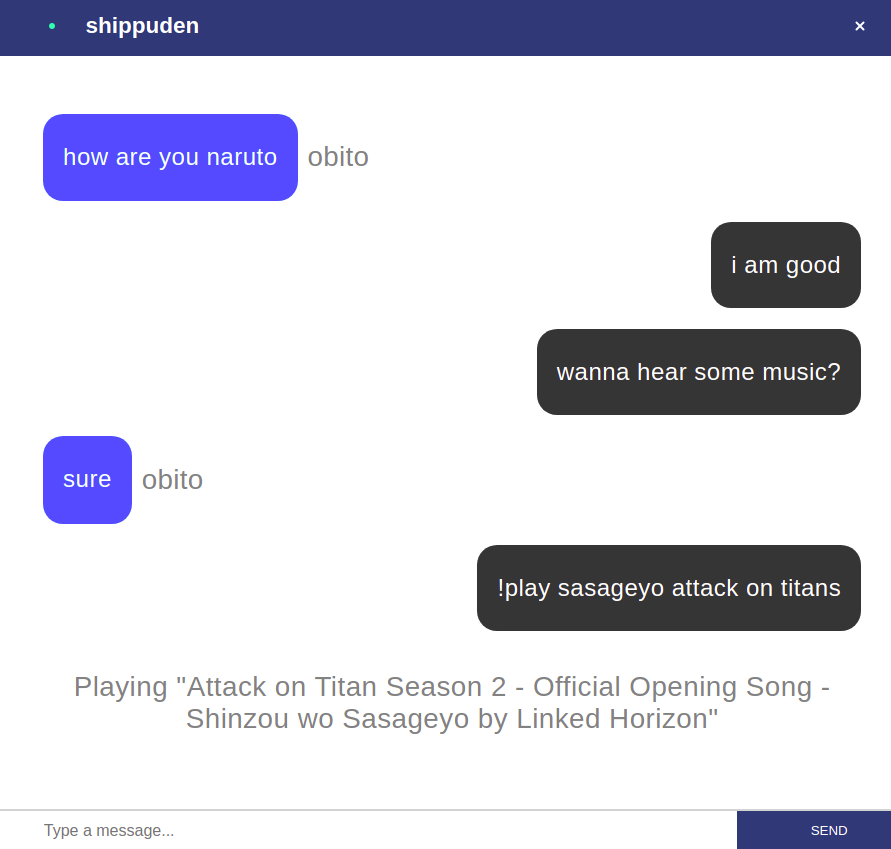 shippuden
×
how are you naruto
obito
i am good
wanna hear some music?
sure
obito
!play sasageyo attack on titans
Playing "Attack on Titan Season 2 - Official Opening Song -
Shinzou wo Sasageyo by Linked Horizon"
Type a message...
SEND